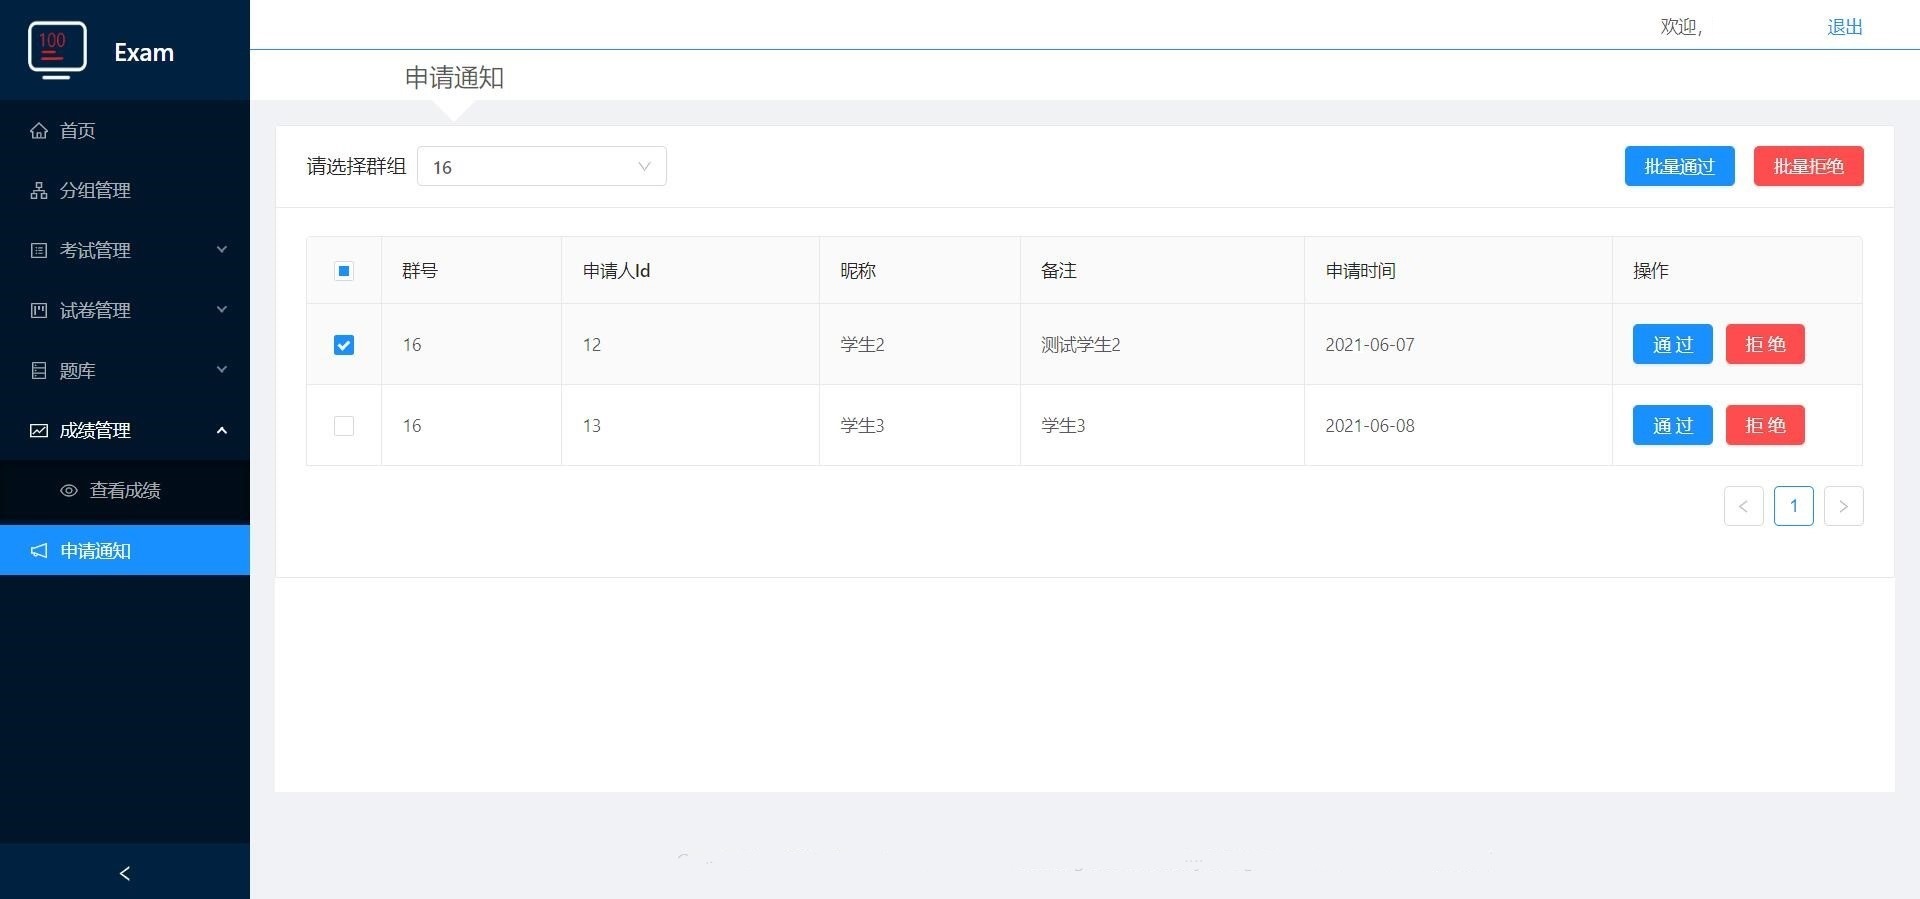 100
Exam
欢迎,
退出
申请通知
首页
分组管理
考试管理
试卷管理
题库
成绩管理
查看成绩
申请通知
请选择群组 16
批量通过 批量拒绝
群号 申请人Id 昵称 备注 申请时间 操作
16 12 学生2 测试学生2 2021-06-07 通 过 拒 绝
16 13 学生3 学生3 2021-06-08 通 过 拒 绝
< 1 >
<